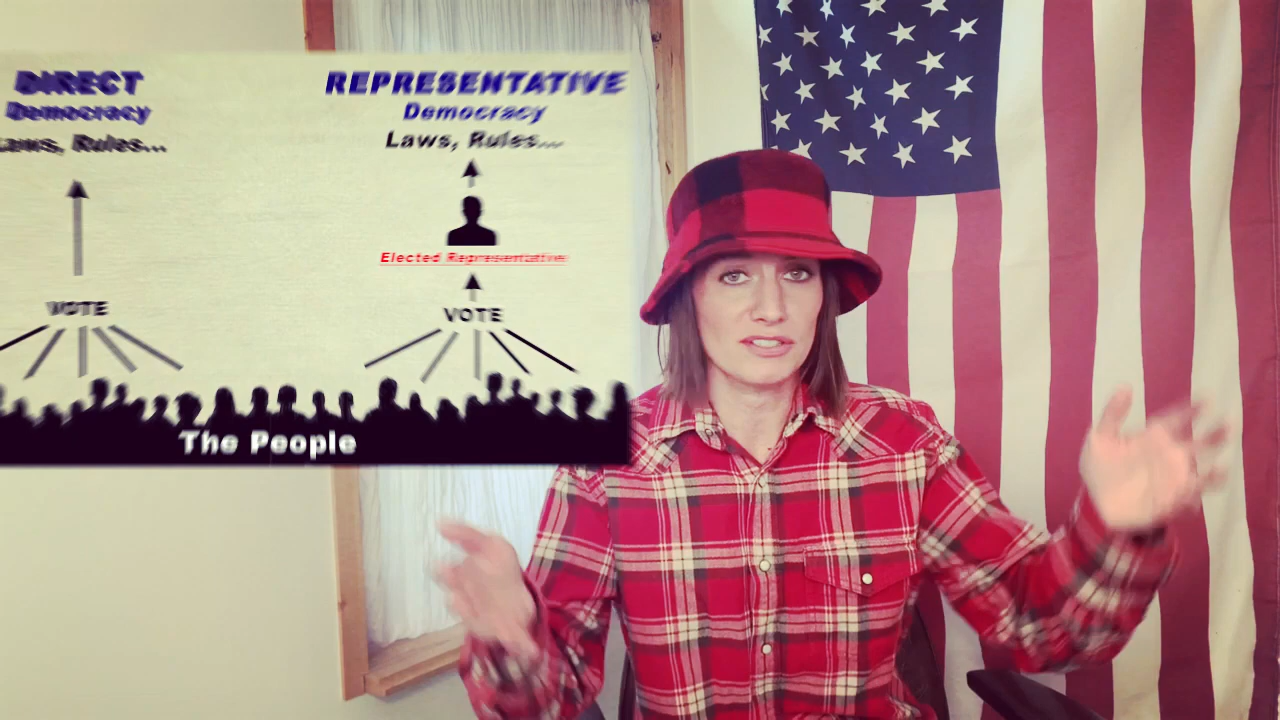 DIRECT
Democracy
Laws, Rules...
VOTE
REPRESENTATIVE
Democracy
Laws, Rules...
Elected Representative
VOTE
The People